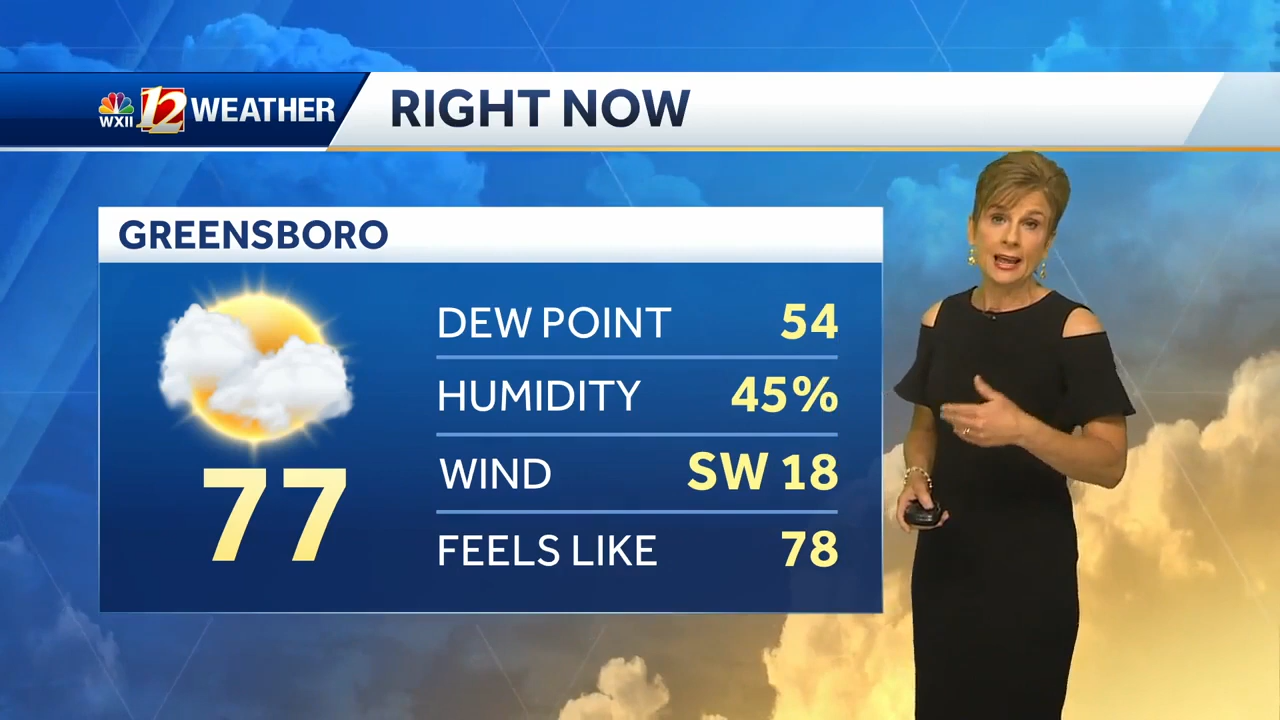 WXII 12 WEATHER
RIGHT NOW
GREENSBORO
77
DEW POINT 54
HUMIDITY 45%
WIND SW 18
FEELS LIKE 78